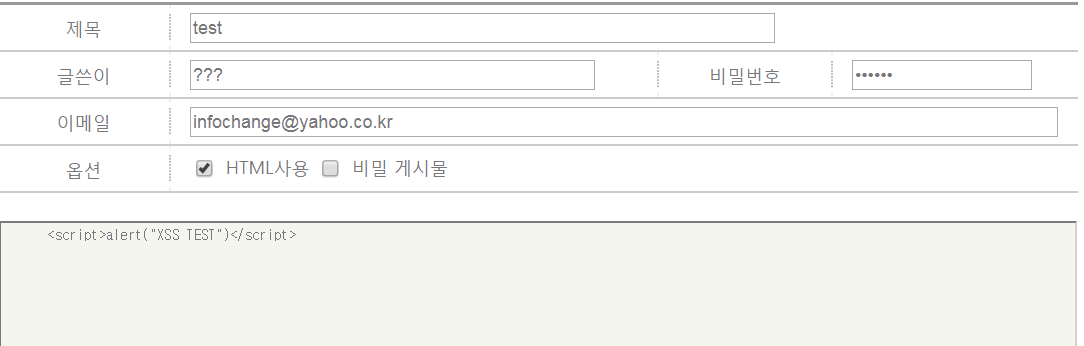 제목 test
글쓴이 ??? 비밀번호 ••••••
이메일 infochange@yahoo.co.kr
옵션 HTML사용 비밀 게시물
<script>alert("XSS TEST")</script>